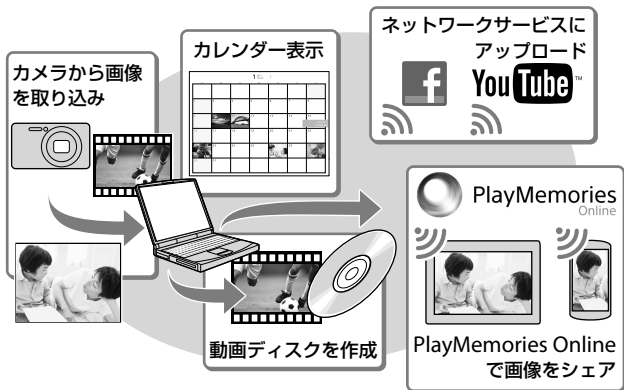 カメラから画像
を取り込み
カレンダー表示
1
ネットワークサービスに
アップロード
f
You Tube™
PlayMemories
Online
動画ディスクを作成
PlayMemories Online
で画像をシェア